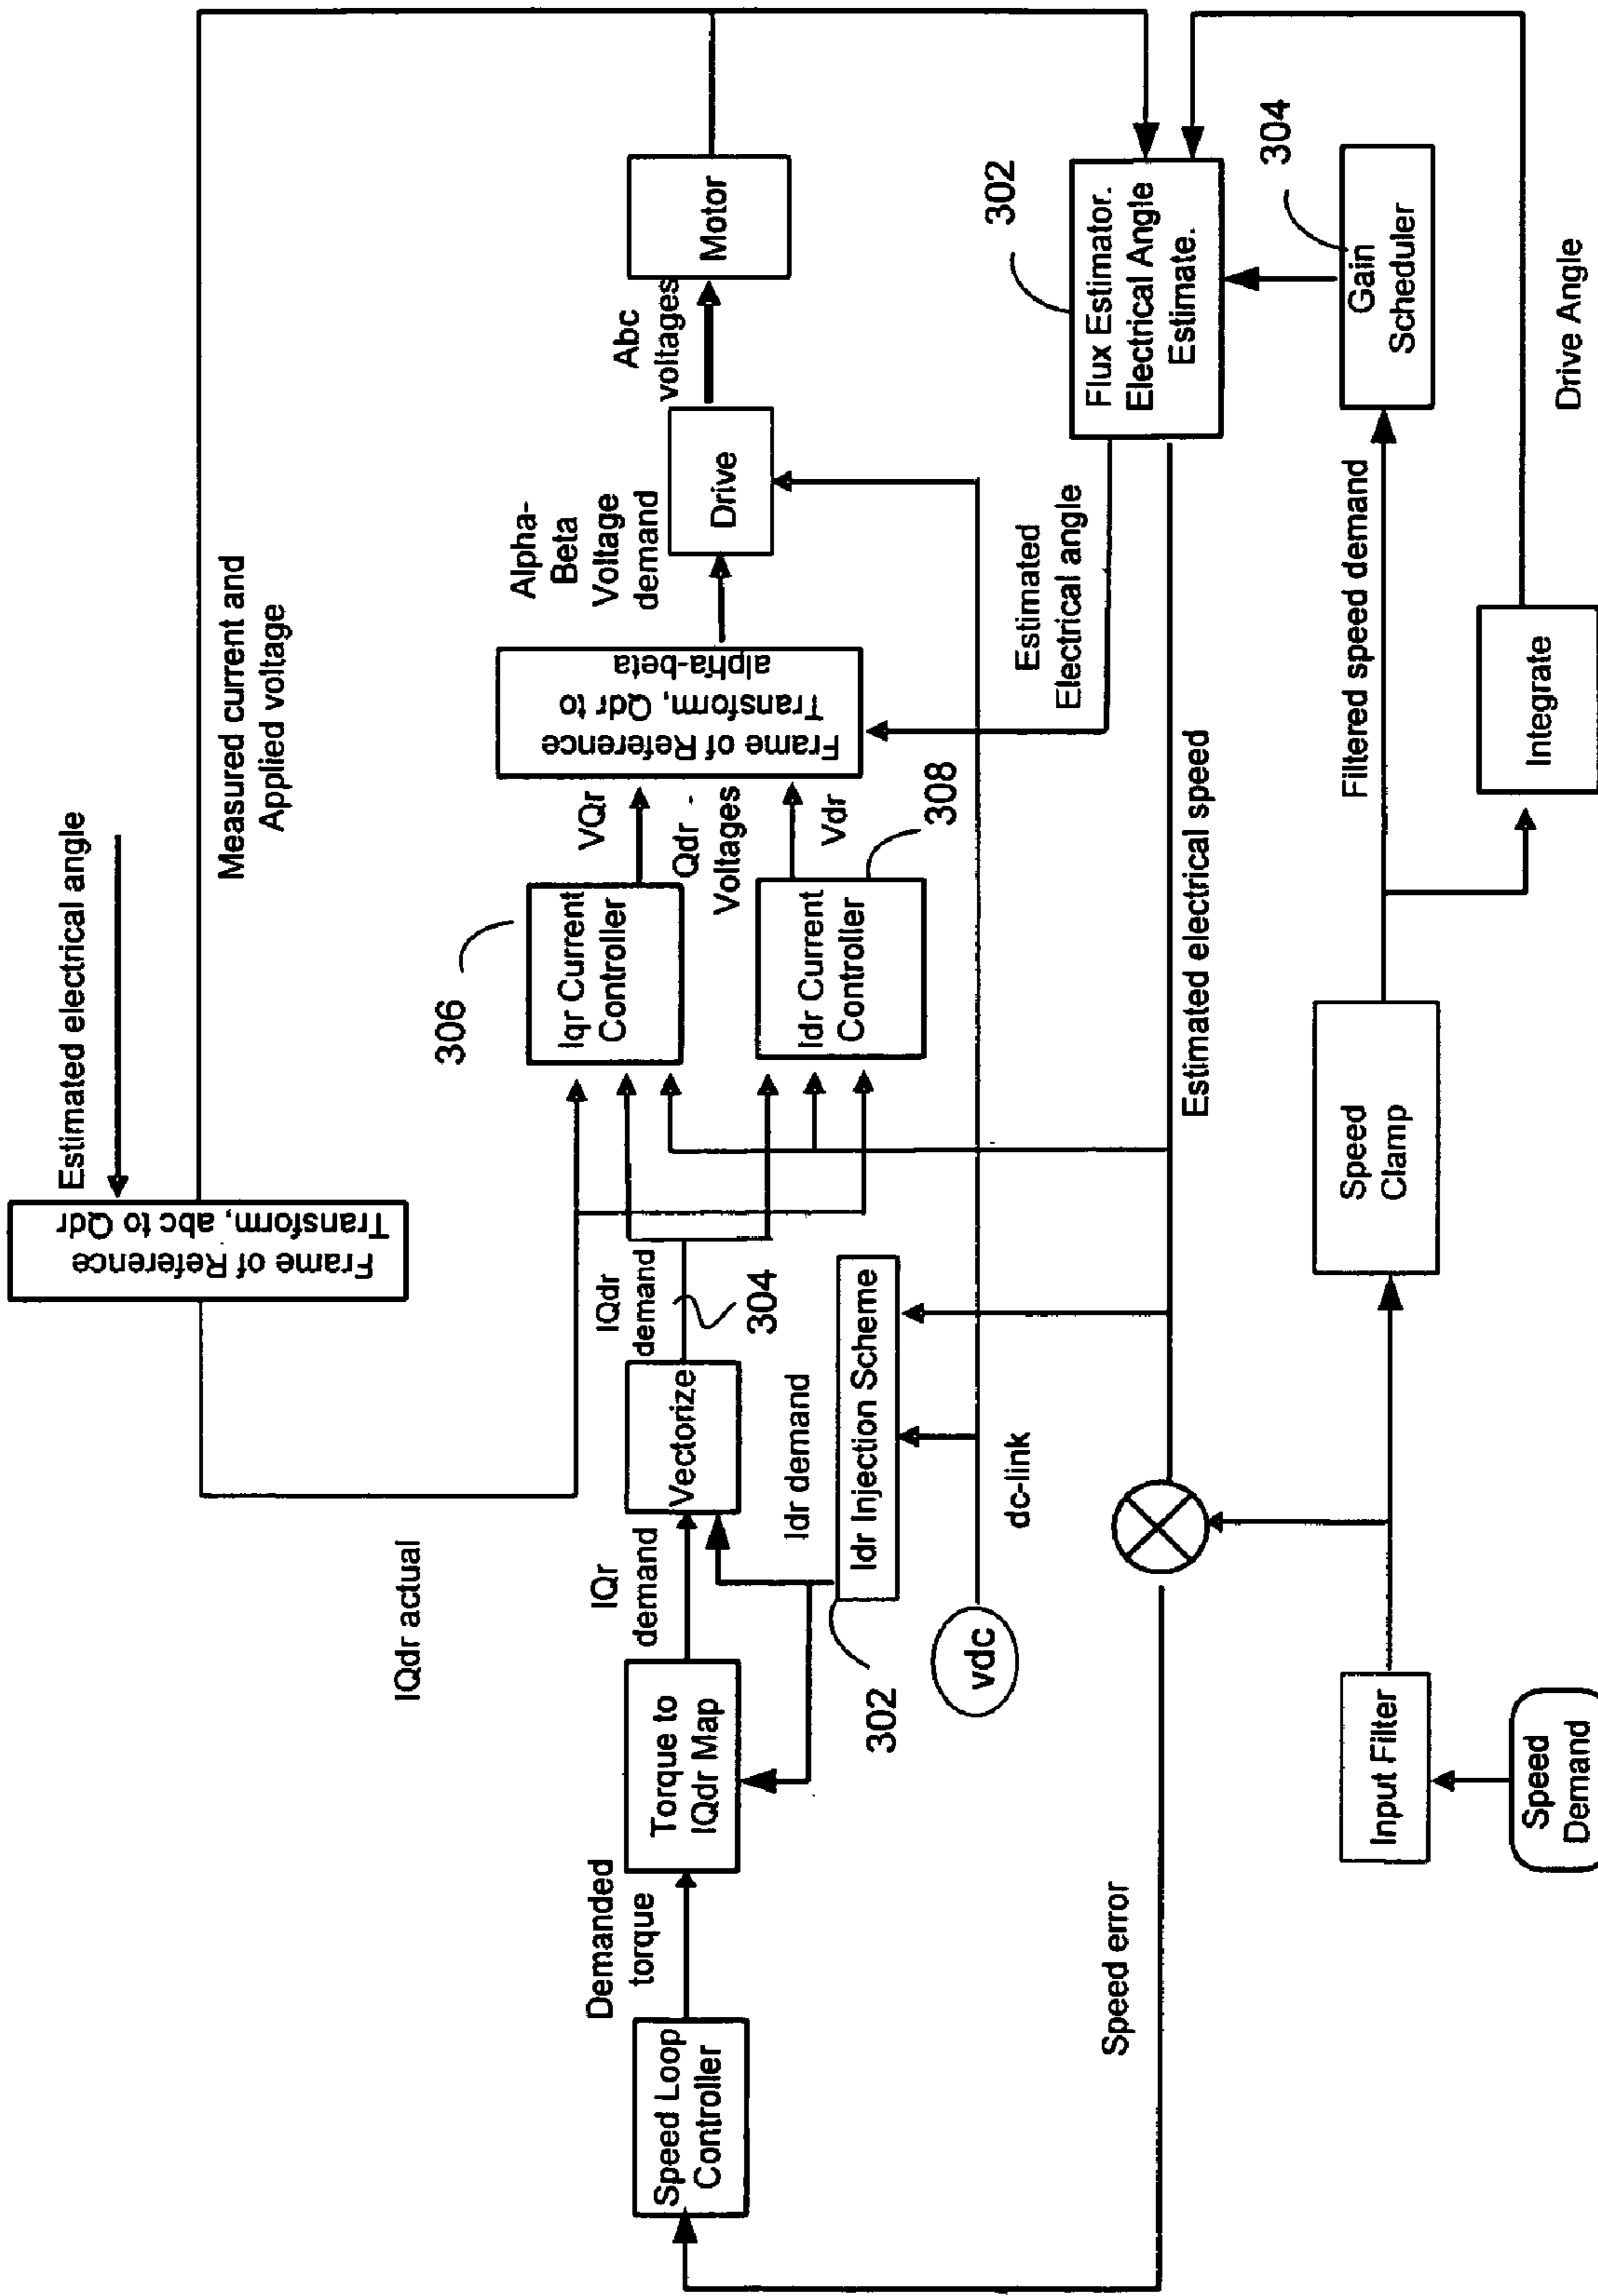 Estimated electrical angle
Frame of Reference
Transform, abc to Qdr
Measured current and
Applied voltage
IQdr actual
306
Iqr Current
Controller
VQr
Qdr -
Voltages
Vdr
Idr Current
Controller
308
Frame of Reference
Transform, Qdr to
alpha-beta
Alpha-
Beta
Voltage
demand
Drive
Abc
voltages
Motor
Speed Loop
Controller
Demanded
torque
Torque to
IQdr Map
IQr
demand
Vectorize
IQdr
demand
304
Idr demand
Idr Injection Scheme
302
vdc
dc-link
Estimated
Electrical angle
302
Flux Estimator.
Electrical Angle
Estimate.
304
Gain
Scheduler
Speed error
Estimated electrical speed
Speed
Demand
Input Filter
Speed
Clamp
Filtered speed demand
Integrate
Drive Angle